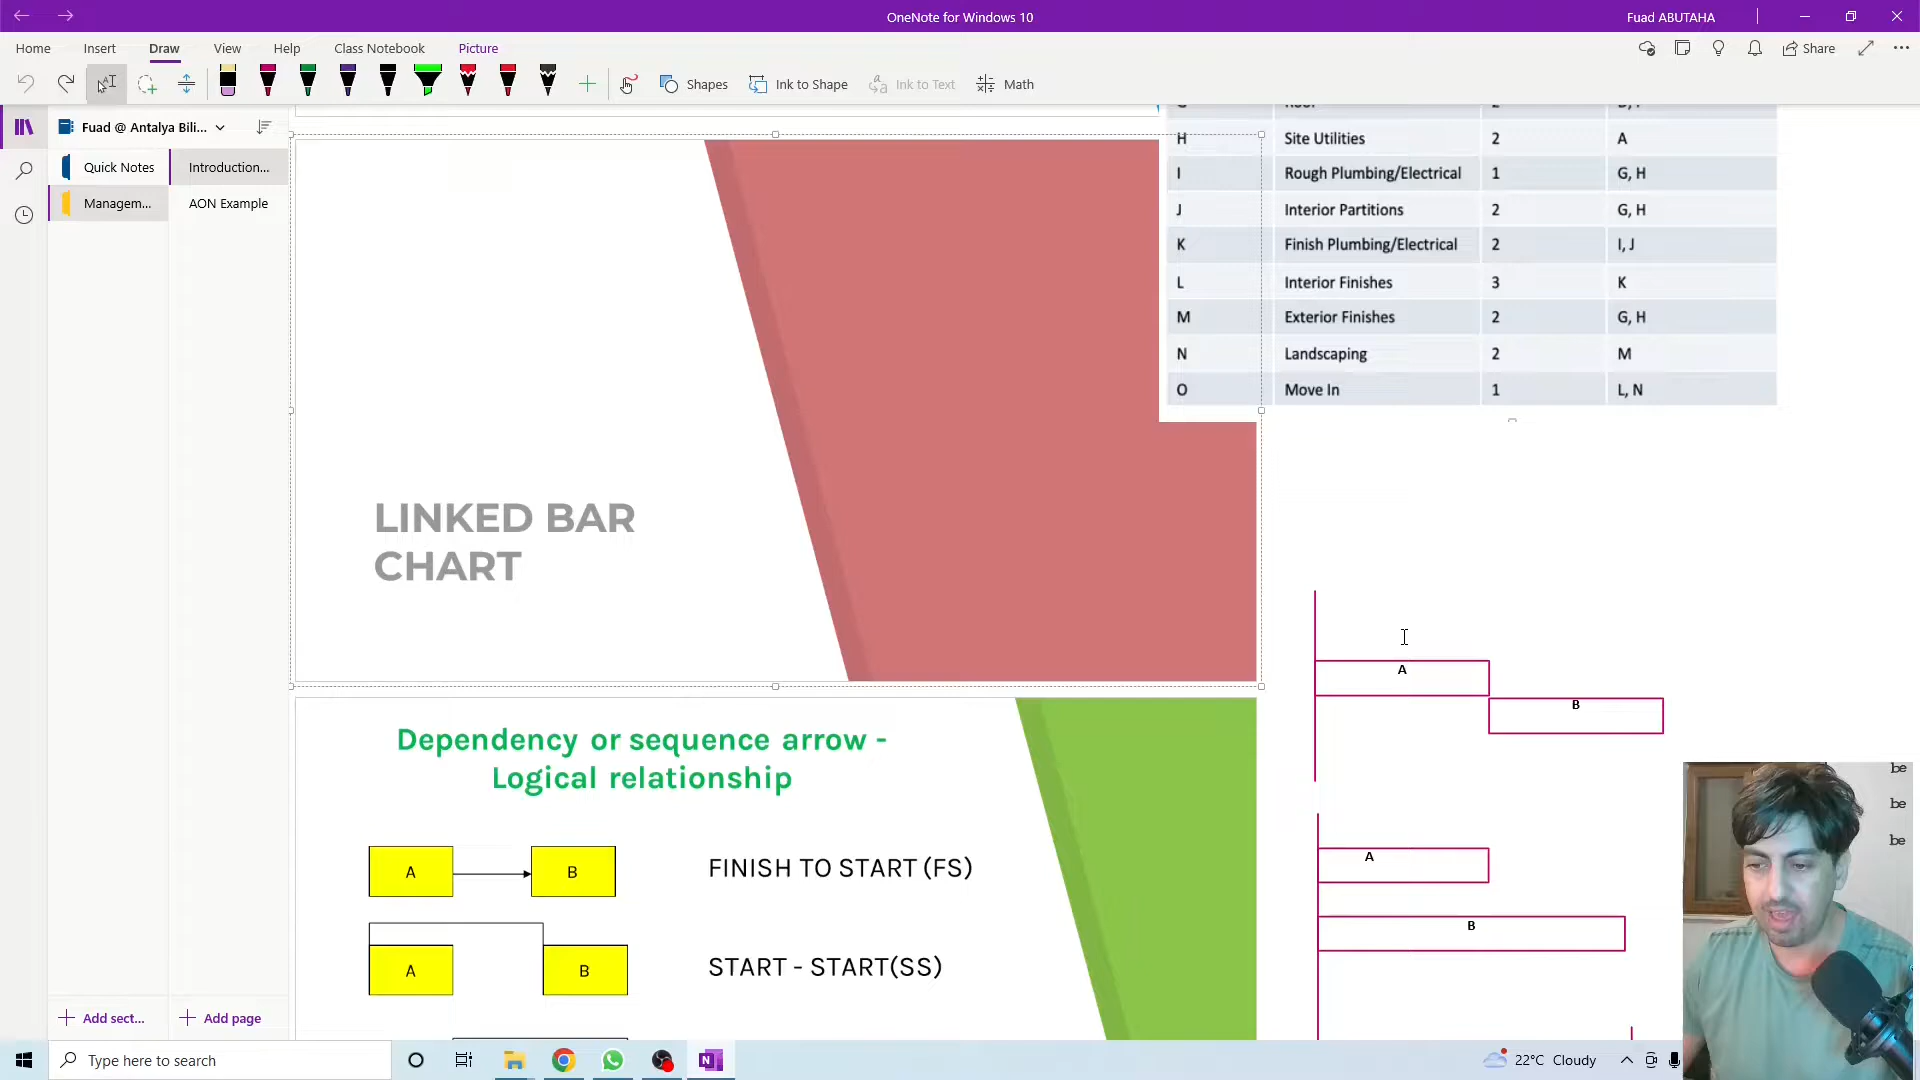 OneNote for Windows 10
Fuad ABUTAHA
Home Insert Draw View Help Class Notebook Picture
Share
Shapes Ink to Shape Ink to Text Math
Fuad @ Antalya Bili...
Quick Notes
Managem...
Introduction...
AON Example
H Site Utilities 2 A
I Rough Plumbing/Electrical 1 G, H
J Interior Partitions 2 G, H
K Finish Plumbing/Electrical 2 I, J
L Interior Finishes 3 K
M Exterior Finishes 2 G, H
N Landscaping 2 M
O Move In 1 L, N
LINKED BAR
CHART
A
B
Dependency or sequence arrow -
Logical relationship
A B FINISH TO START (FS)
A B START - START(SS)
A
B
be
be
be
Add sect...
Add page
Type here to search
22°C Cloudy